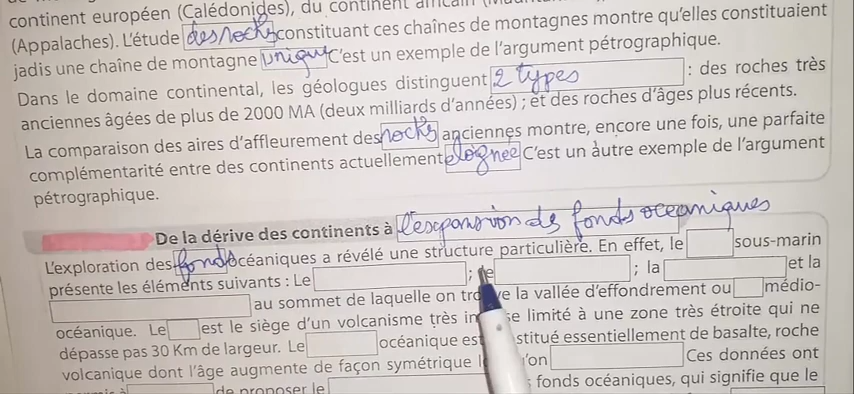 continent européen (Calédonides), du continent africain
(Appalaches). L'étude des rochs constituant ces chaînes de montagnes montre qu'elles constituaient
jadis une chaîne de montagne unique C'est un exemple de l'argument pétrographique.
Dans le domaine continental, les géologues distinguent 2 types : des roches très
anciennes âgées de plus de 2000 MA (deux milliards d'années) ; et des roches d'âges plus récents.
La comparaison des aires d'affleurement des rochs anciennes montre, encore une fois, une parfaite
complémentarité entre des continents actuellement elognee C'est un autre exemple de l'argument
pétrographique.
De la dérive des continents à l'expansion des fonds oceaniques
L'exploration des fonds océaniques a révélé une structure particulière. En effet, le sous-marin
présente les éléments suivants : Le ; le ; la et la
au sommet de laquelle on trouve la vallée d'effondrement ou médio-
océanique. Le est le siège d'un volcanisme très limité à une zone très étroite qui ne
dépasse pas 30 Km de largeur. Le océanique est essentiellement de basalte, roche
volcanique dont l'âge augmente de façon symétrique Ces données ont
de proposer le fonds océaniques, qui signifie que le